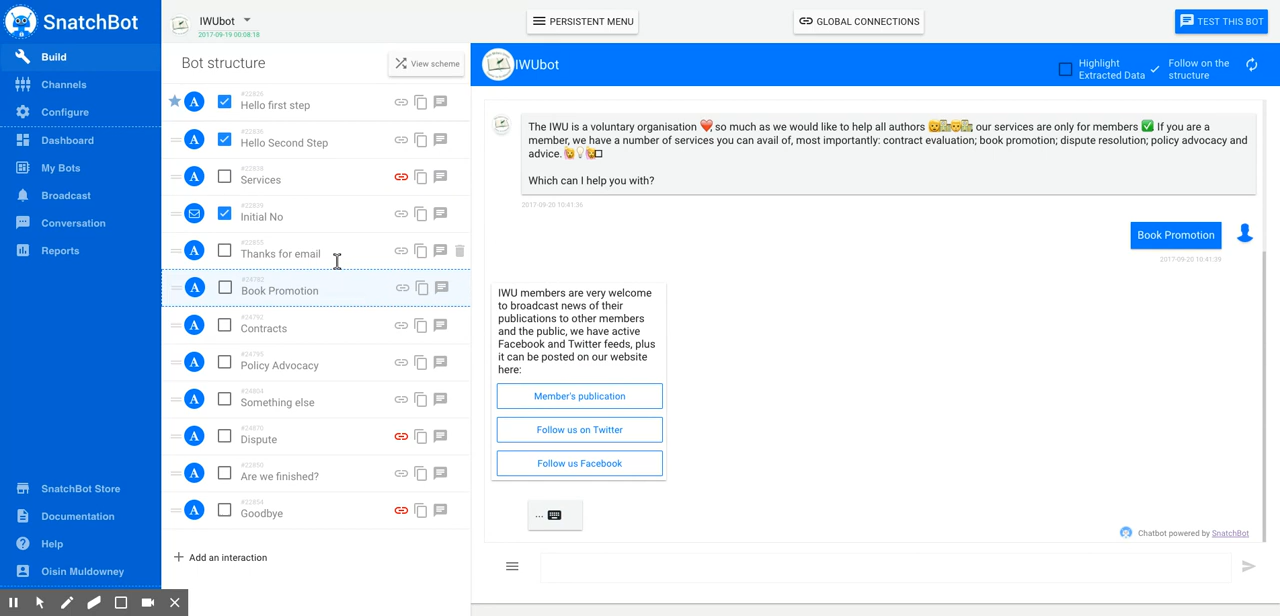 SnatchBot
Build
Channels
Configure
Dashboard
My Bots
Broadcast
Conversation
Reports
SnatchBot Store
Documentation
Help
Oisin Muldowney
IWUbot
2017-09-19 00:08:18
PERSISTENT MENU
GLOBAL CONNECTIONS
TEST THIS BOT
Bot structure
View scheme
#22826
Hello first step
#22836
Hello Second Step
#22838
Services
#22829
Initial No
#22855
Thanks for email
#24782
Book Promotion
#24792
Contracts
#24795
Policy Advocacy
#24804
Something else
#24870
Dispute
#22850
Are we finished?
#22854
Goodbye
Add an interaction
IWUbot
Highlight
Extracted Data
Follow on the
structure
The IWU is a voluntary organisation ❤️, so much as we would like to help all authors , our services are only for members ✅ If you are a
member, we have a number of services you can avail of, most importantly: contract evaluation; book promotion; dispute resolution; policy advocacy and
advice.
Which can I help you with?
2017-09-20 10:41:36
Book Promotion
2017-09-20 10:41:39
IWU members are very welcome
to broadcast news of their
publications to other members
and the public, we have active
Facebook and Twitter feeds, plus
it can be posted on our website
here:
Member's publication
Follow us on Twitter
Follow us Facebook
...
Chatbot powered by SnatchBot